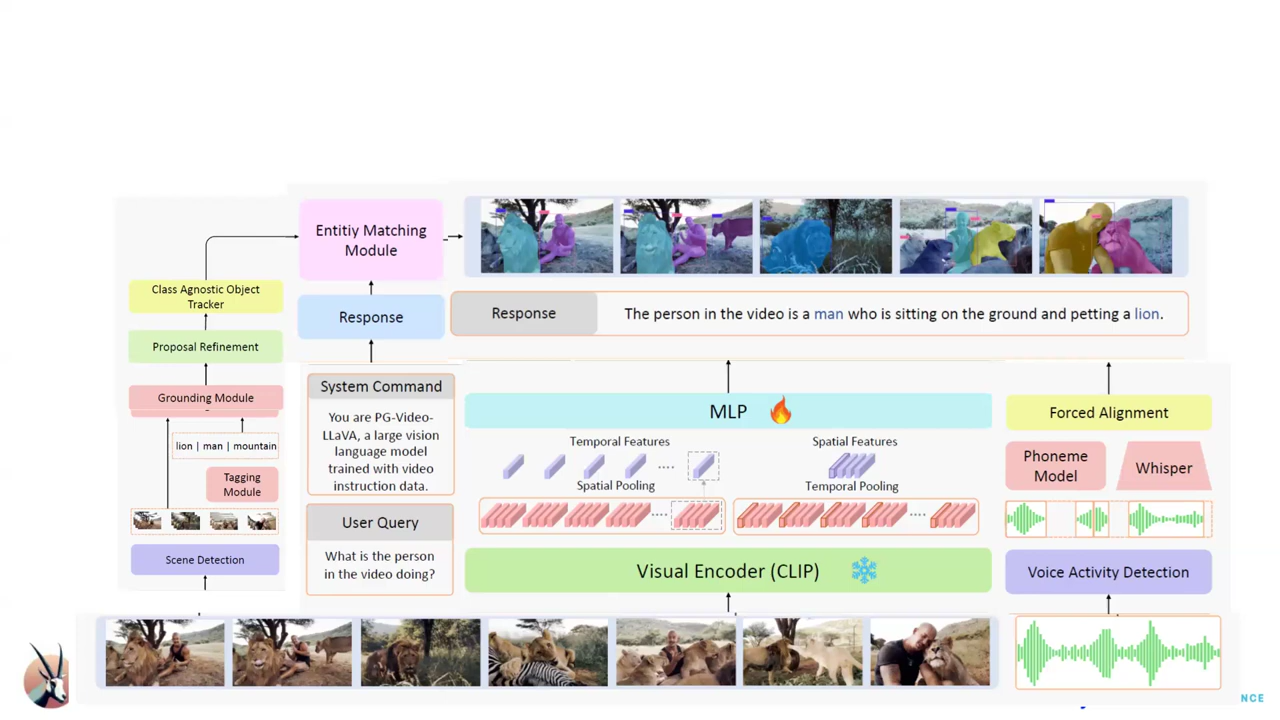 Entitiy Matching
Module
Class Agnostic Object
Tracker
Response
Response
The person in the video is a man who is sitting on the ground and petting a lion.
Proposal Refinement
Grounding Module
System Command
You are PG-Video-
LLaVA, a large vision
language model
trained with video
instruction data.
MLP
Forced Alignment
lion | man | mountain
Temporal Features
Spatial Features
Spatial Pooling
Temporal Pooling
Phoneme
Model
Whisper
Tagging
Module
User Query
What is the person
in the video doing?
Scene Detection
Visual Encoder (CLIP)
Voice Activity Detection
NCE